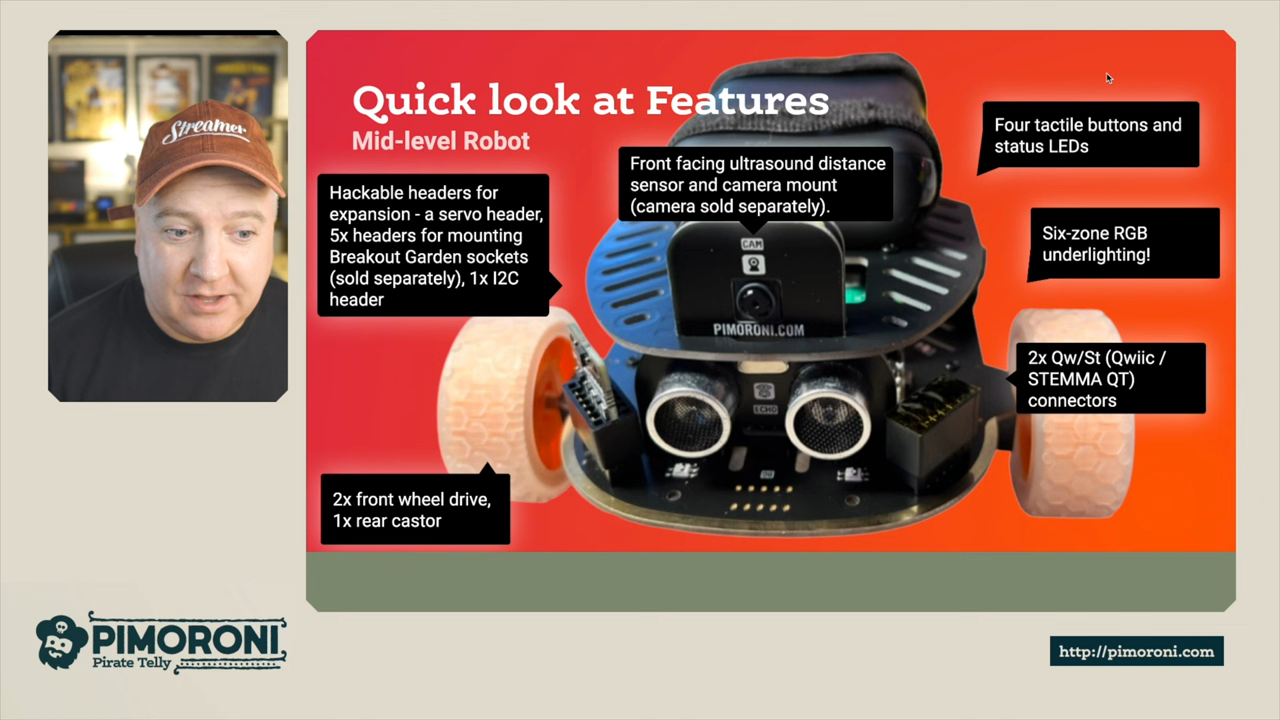 Streamer
Quick look at Features
Mid-level Robot
Four tactile buttons and
status LEDs
Front facing ultrasound distance
sensor and camera mount
(camera sold separately).
Hackable headers for
expansion - a servo header,
5x headers for mounting
Breakout Garden sockets
(sold separately), 1x I2C
header
Six-zone RGB
underlighting!
CAM
PIMORONI.COM
2x Qw/St (Qwiic /
STEMMA QT)
connectors
ECHO
2x front wheel drive,
1x rear castor
PIMORONI
Pirate Telly
http://pimoroni.com